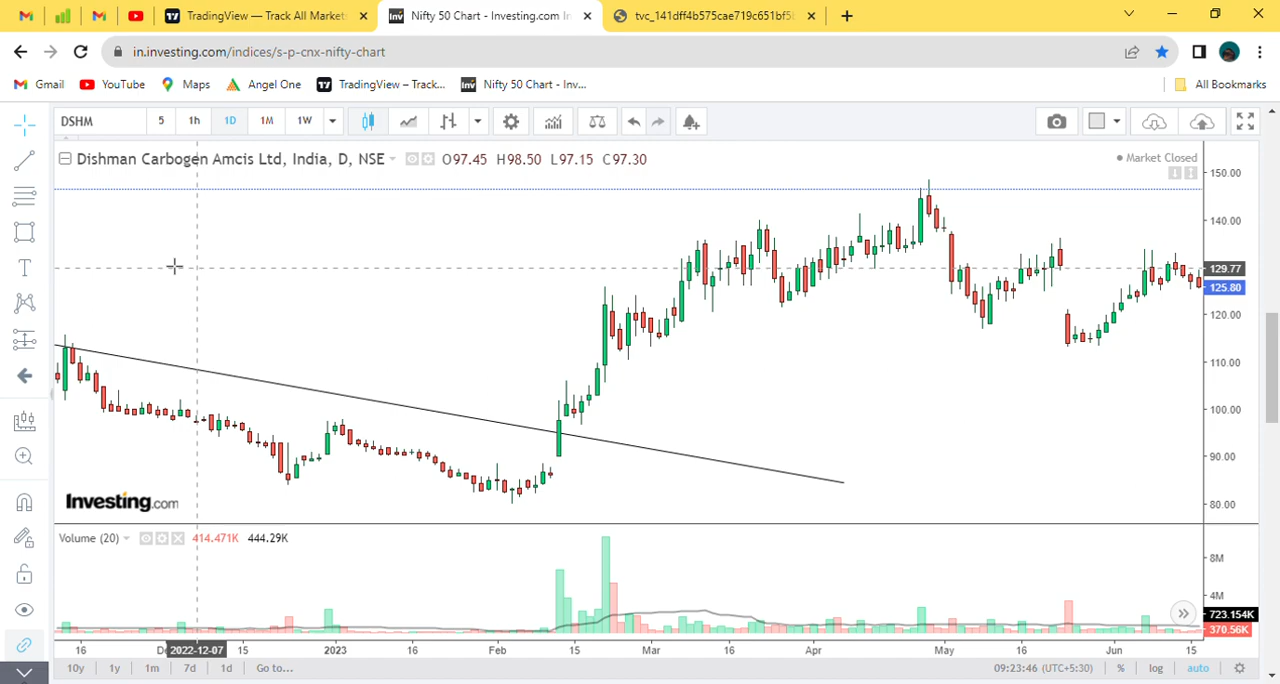 TradingView — Track All Markets
Nifty 50 Chart - Investing.com In
tvc_141dff4b575cae719c651bf5
in.investing.com/indices/s-p-cnx-nifty-chart
Gmail
YouTube
Maps
Angel One
TradingView – Track...
Nifty 50 Chart - Inv...
All Bookmarks
DSHM
5
1h
1D
1M
1W
Dishman Carbogen Amcis Ltd, India, D, NSE
O97.45 H98.50 L97.15 C97.30
Market Closed
150.00
140.00
129.77
125.80
120.00
110.00
100.00
90.00
80.00
Investing.com
Volume (20)
414.471K
444.29K
8M
4M
723.154K
370.56K
16
2022-12-07
15
2023
16
Feb
15
Mar
16
Apr
16
May
16
Jun
15
10y
1y
1m
7d
1d
Go to...
09:23:46 (UTC+5:30)
%
log
auto